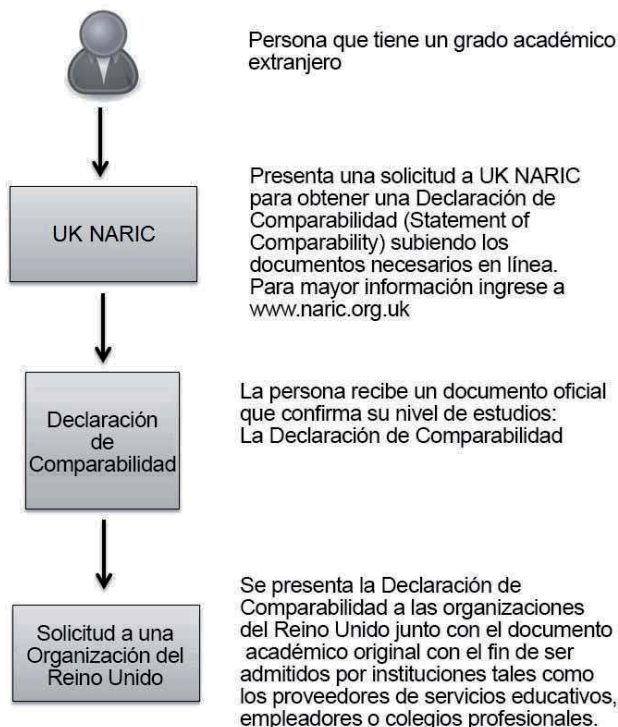 Persona que tiene un grado académico
extranjero
UK NARIC
Presenta una solicitud a UK NARIC
para obtener una Declaración de
Comparabilidad (Statement of
Comparability) subiendo los
documentos necesarios en línea.
Para mayor información ingrese a
www.naric.org.uk
Declaración
de
Comparabilidad
La persona recibe un documento oficial
que confirma su nivel de estudios:
La Declaración de Comparabilidad
Solicitud a una
Organización del
Reino Unido
Se presenta la Declaración de
Comparabilidad a las organizaciones
del Reino Unido junto con el documento
académico original con el fin de ser
admitidos por instituciones tales como
los proveedores de servicios educativos,
empleadores o colegios profesionales.